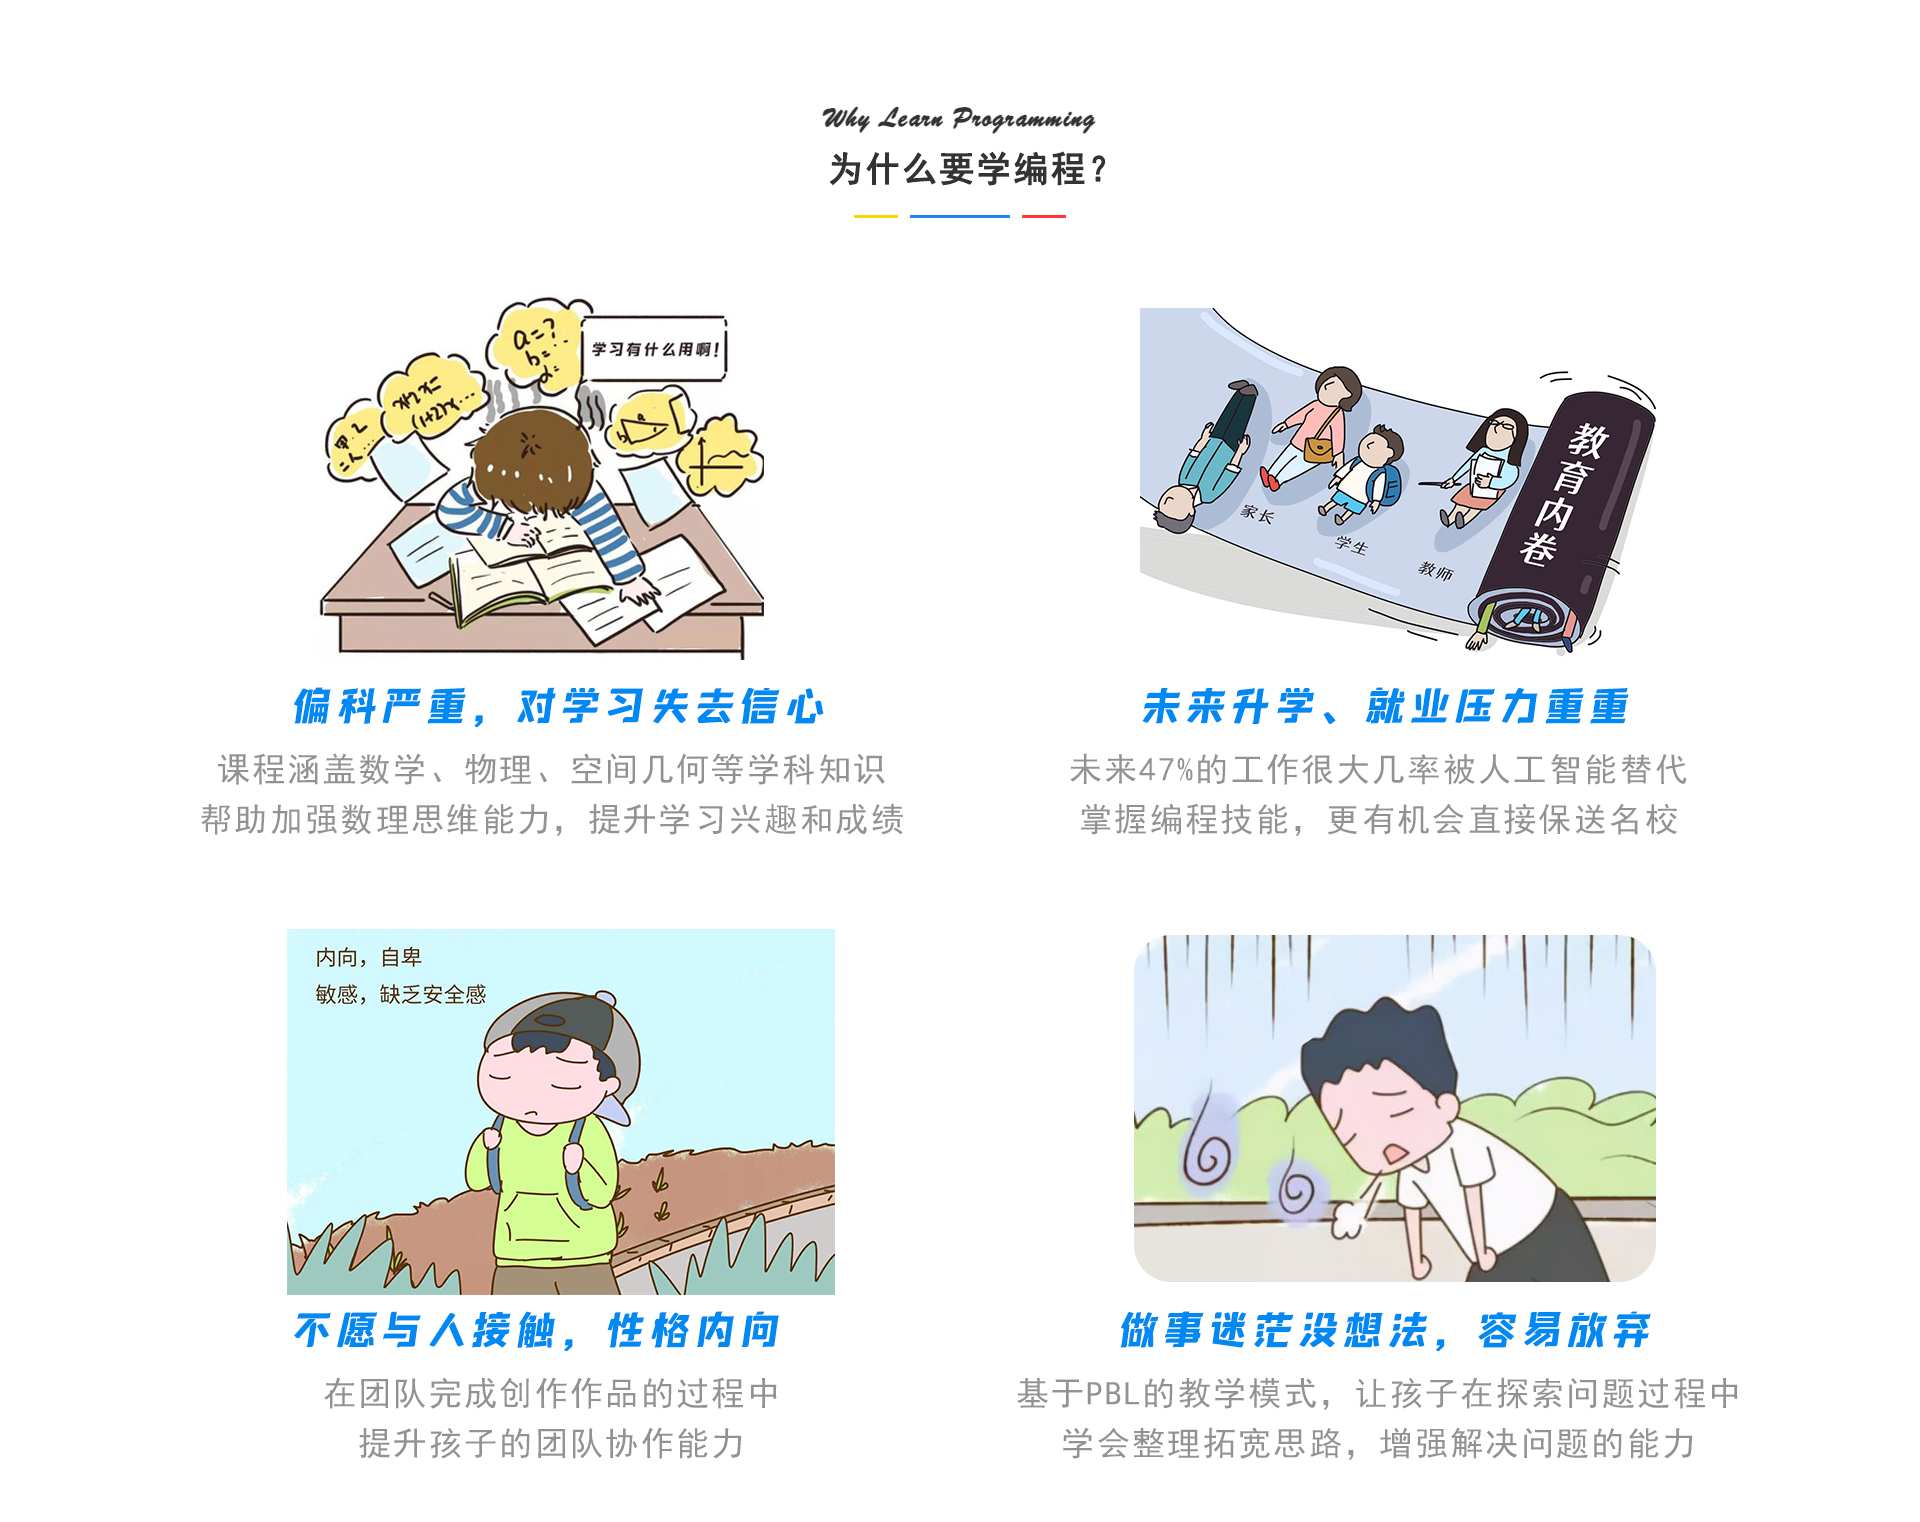 Why Learn Programming
为什么要学编程?
a=?
b=
学习有什么用啊!
教育内卷
家长
学生
教师
偏科严重，对学习失去信心
未来升学、就业压力重重
课程涵盖数学、物理、空间几何等学科知识
帮助加强数理思维能力，提升学习兴趣和成绩
未来47%的工作很大几率被人工智能替代
掌握编程技能，更有机会直接保送名校
内向，自卑
敏感，缺乏安全感
不愿与人接触，性格内向
做事迷茫没想法，容易放弃
在团队完成创作作品的过程中
提升孩子的团队协作能力
基于PBL的教学模式，让孩子在探索问题过程中
学会整理拓宽思路，增强解决问题的能力